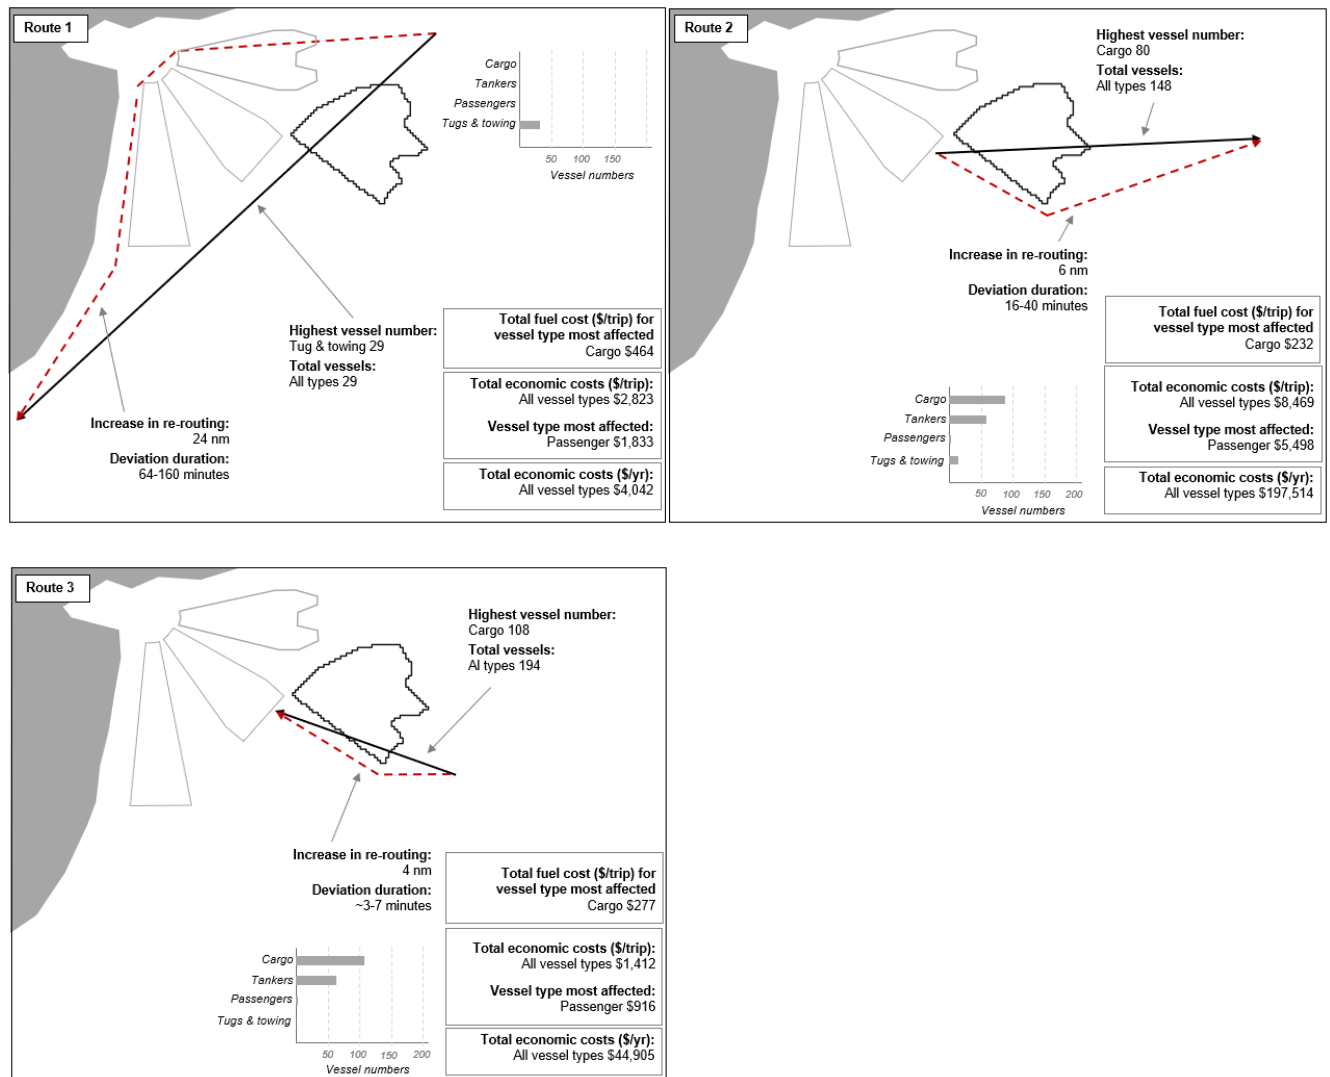 Route 1
Cargo
Tankers
Passengers
Tugs & towing
50 100 150
Vessel numbers
Highest vessel number:
Tug & towing 29
Total vessels:
All types 29
Increase in re-routing:
24 nm
Deviation duration:
64-160 minutes
Total fuel cost ($/trip) for
vessel type most affected
Cargo $464
Total economic costs ($/trip):
All vessel types $2,823
Vessel type most affected:
Passenger $1,833
Total economic costs ($/yr):
All vessel types $4,042
Route 2
Highest vessel number:
Cargo 80
Total vessels:
All types 148
Increase in re-routing:
6 nm
Deviation duration:
16-40 minutes
Cargo
Tankers
Passengers
Tugs & towing
50 100 150 200
Vessel numbers
Total fuel cost ($/trip) for
vessel type most affected
Cargo $232
Total economic costs ($/trip):
All vessel types $8,469
Vessel type most affected:
Passenger $5,498
Total economic costs ($/yr):
All vessel types $197,514
Route 3
Highest vessel number:
Cargo 108
Total vessels:
Al types 194
Increase in re-routing:
4 nm
Deviation duration:
~3-7 minutes
Cargo
Tankers
Passengers
Tugs & towing
50 100 150 200
Vessel numbers
Total fuel cost ($/trip) for
vessel type most affected
Cargo $277
Total economic costs ($/trip):
All vessel types $1,412
Vessel type most affected:
Passenger $916
Total economic costs ($/yr):
All vessel types $44,905